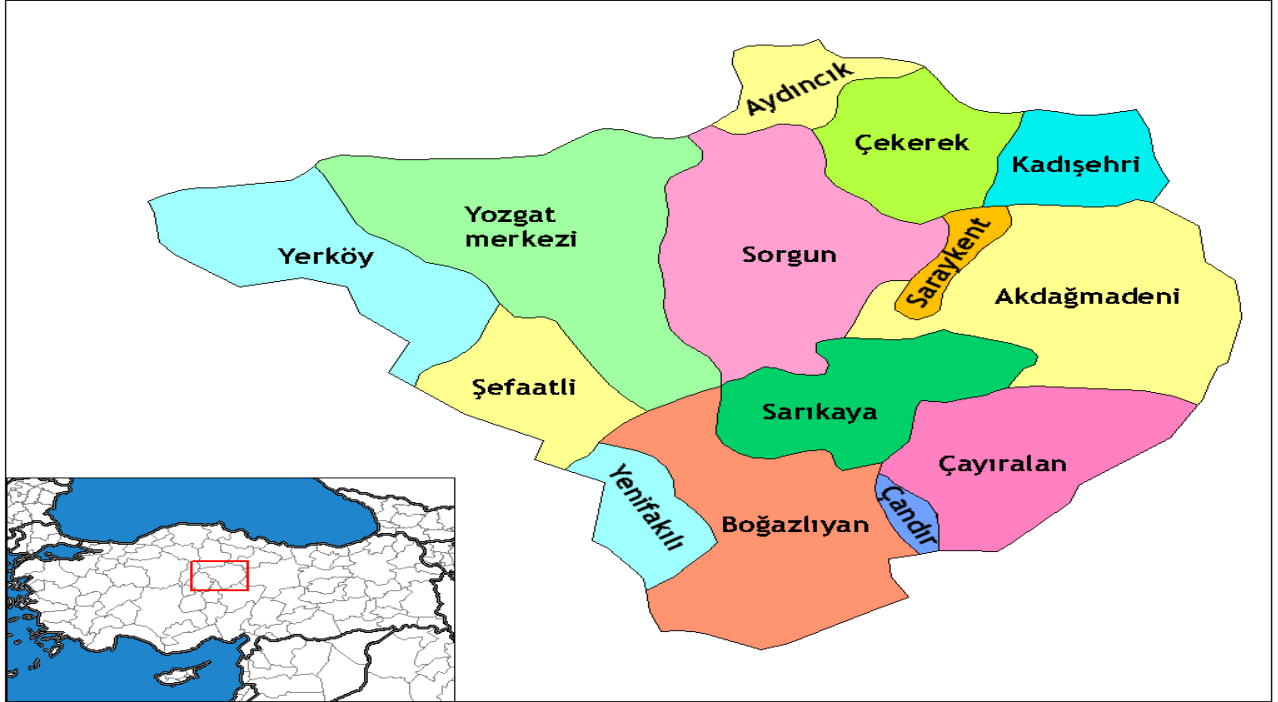 Aydıncık
Çekerek
Kadışehri
Yozgat
merkezi
Sorgun
Saraykent
Yerköy
Akdağmadeni
Şefaatli
Sarıkaya
Çayıralan
Yenifakılı
Boğazlıyan
Çandır